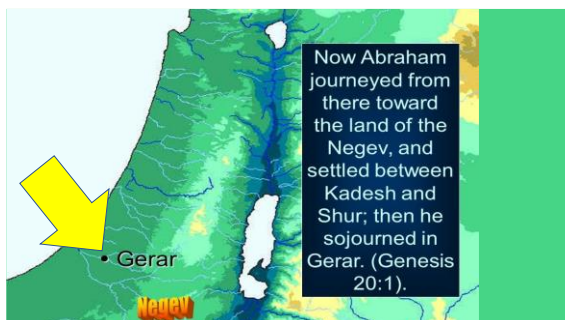 Now Abraham
journeyed from
there toward
the land of the
Negev, and
settled between
Kadesh and
Shur; then he
sojourned in
Gerar. (Genesis
20:1).
• Gerar
Negev